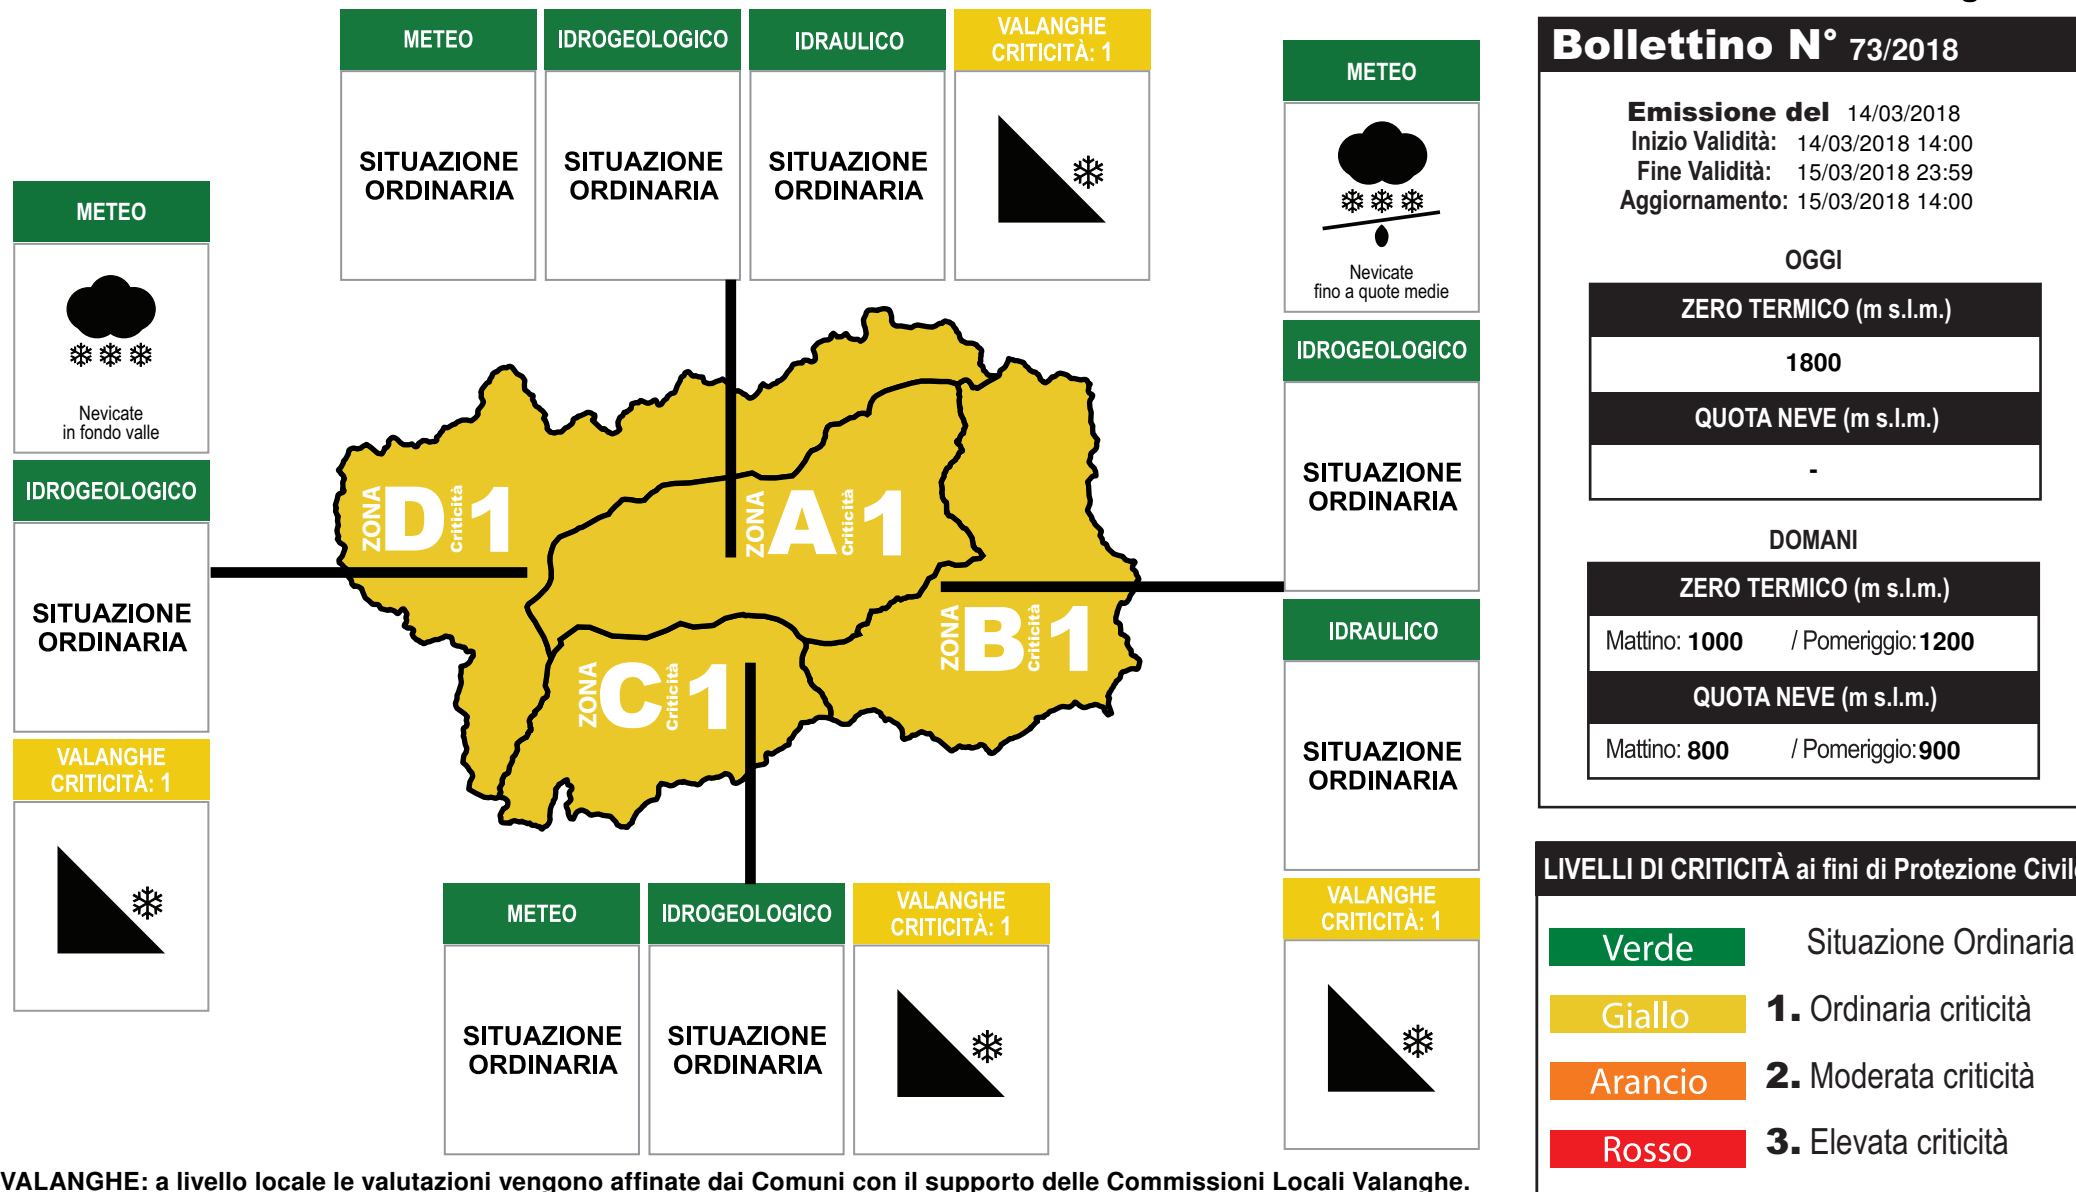 METEO
IDROGEOLOGICO
IDRAULICO
VALANGHE
CRITICITÀ: 1
SITUAZIONE
ORDINARIA
SITUAZIONE
ORDINARIA
SITUAZIONE
ORDINARIA
METEO
Nevicate
in fondo valle
IDROGEOLOGICO
SITUAZIONE
ORDINARIA
VALANGHE
CRITICITÀ: 1
ZONA D Criticità 1
ZONA A Criticità 1
ZONA B Criticità 1
ZONA C Criticità 1
METEO
Nevicate
fino a quote medie
IDROGEOLOGICO
SITUAZIONE
ORDINARIA
IDRAULICO
SITUAZIONE
ORDINARIA
VALANGHE
CRITICITÀ: 1
METEO
IDROGEOLOGICO
VALANGHE
CRITICITÀ: 1
SITUAZIONE
ORDINARIA
SITUAZIONE
ORDINARIA
VALANGHE: a livello locale le valutazioni vengono affinate dai Comuni con il supporto delle Commissioni Locali Valanghe.
Bollettino N° 73/2018
Emissione del 14/03/2018
Inizio Validità: 14/03/2018 14:00
Fine Validità: 15/03/2018 23:59
Aggiornamento: 15/03/2018 14:00
OGGI
ZERO TERMICO (m s.l.m.)
1800
QUOTA NEVE (m s.l.m.)
-
DOMANI
ZERO TERMICO (m s.l.m.)
Mattino: 1000 / Pomeriggio: 1200
QUOTA NEVE (m s.l.m.)
Mattino: 800 / Pomeriggio: 900
LIVELLI DI CRITICITÀ ai fini di Protezione Civil
Verde Situazione Ordinaria
Giallo 1. Ordinaria criticità
Arancio 2. Moderata criticità
Rosso 3. Elevata criticità